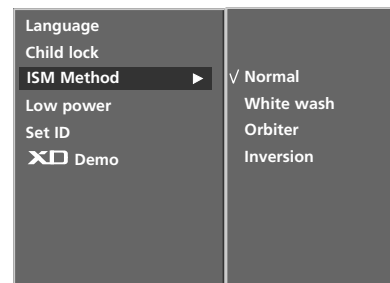 Language
Child lock
ISM Method ▶
Low power
Set ID
XD Demo
√ Normal
White wash
Orbiter
Inversion